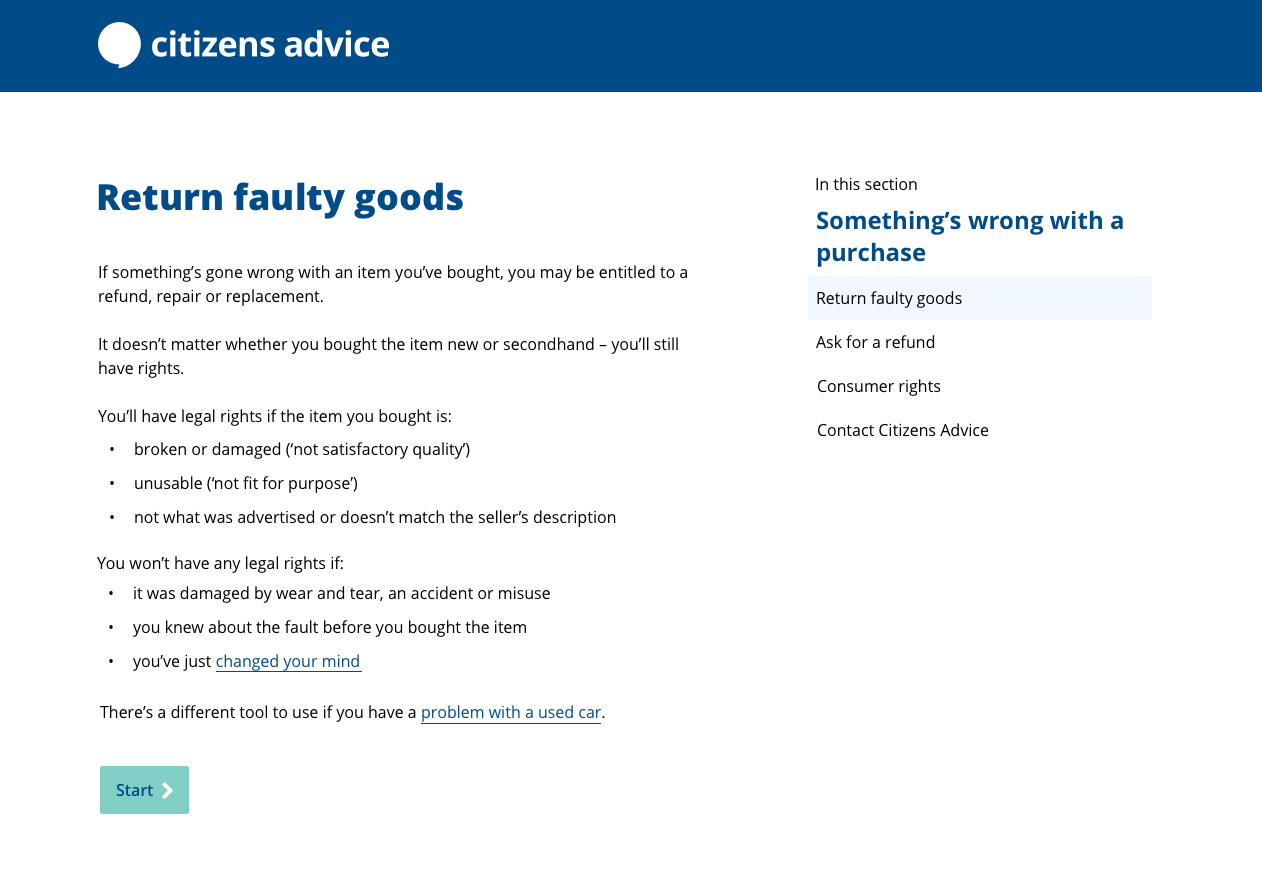 citizens advice
Return faulty goods
If something’s gone wrong with an item you’ve bought, you may be entitled to a
refund, repair or replacement.
It doesn’t matter whether you bought the item new or secondhand – you’ll still
have rights.
You’ll have legal rights if the item you bought is:
• broken or damaged (‘not satisfactory quality’)
• unusable (‘not fit for purpose’)
• not what was advertised or doesn’t match the seller’s description
You won’t have any legal rights if:
• it was damaged by wear and tear, an accident or misuse
• you knew about the fault before you bought the item
• you’ve just changed your mind
There’s a different tool to use if you have a problem with a used car.
Start
In this section
Something’s wrong with a
purchase
Return faulty goods
Ask for a refund
Consumer rights
Contact Citizens Advice